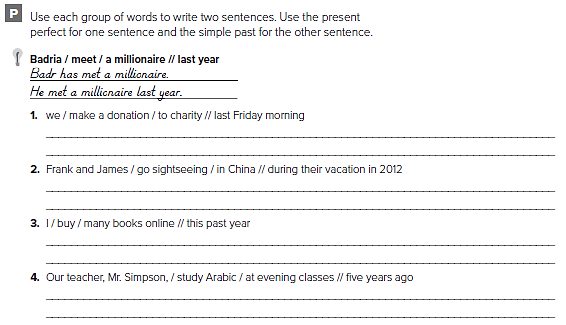 P Use each group of words to write two sentences. Use the present
perfect for one sentence and the simple past for the other sentence.
Badria / meet / a millionaire // last year
Badr has met a millionaire.
He met a millionaire last year.
1. we / make a donation / to charity // last Friday morning
2. Frank and James / go sightseeing / in China // during their vacation in 2012
3. I / buy / many books online // this past year
4. Our teacher, Mr. Simpson, / study Arabic / at evening classes // five years ago